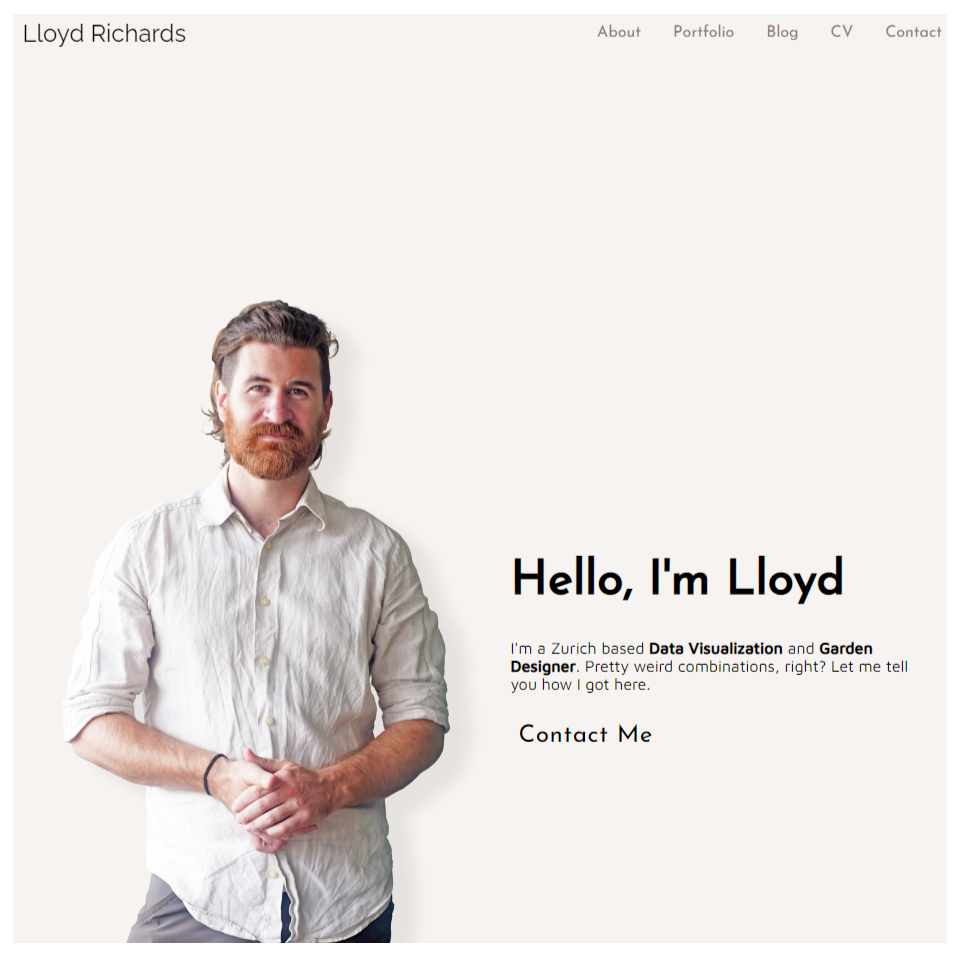 Lloyd Richards
About Portfolio Blog CV Contact
Hello, I'm Lloyd
I'm a Zurich based Data Visualization and Garden
Designer. Pretty weird combinations, right? Let me tell
you how I got here.
Contact Me